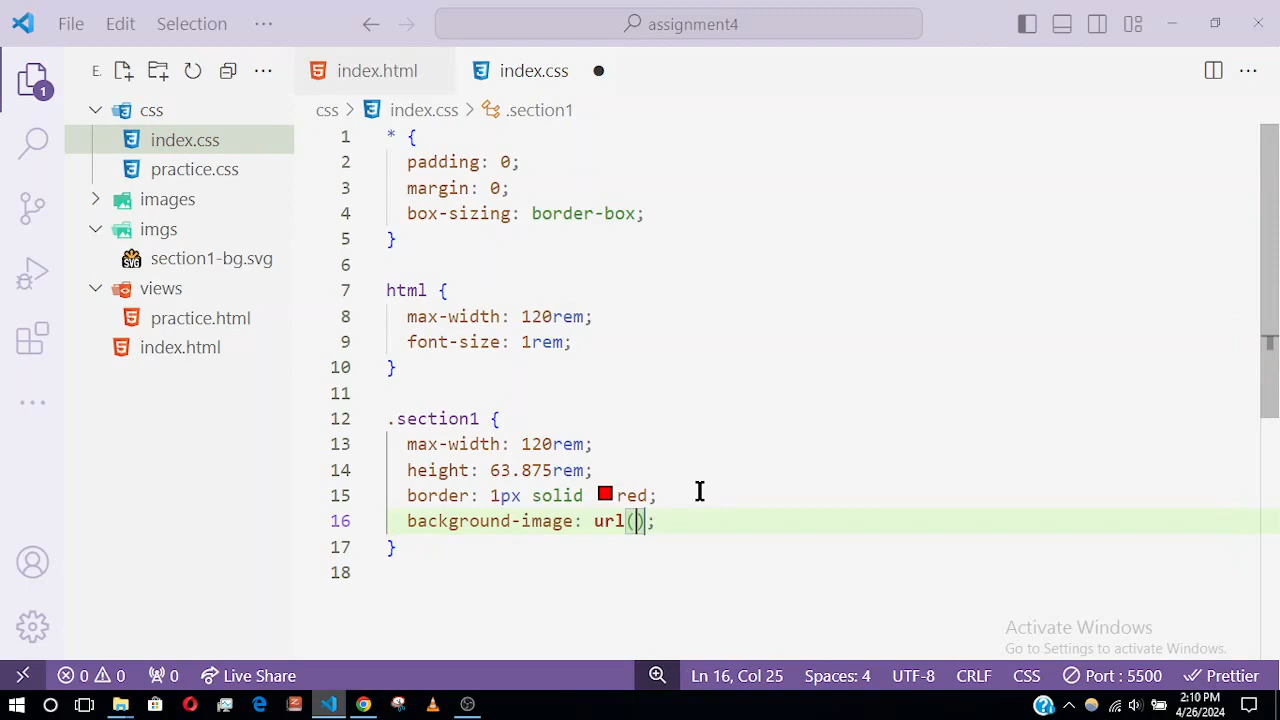 File Edit Selection ··· assignment4
E. index.html index.css
css > index.css > .section1
css
index.css
practice.css
images
imgs
section1-bg.svg
views
practice.html
index.html
1 * {
2 padding: 0;
3 margin: 0;
4 box-sizing: border-box;
5 }
6
7 html {
8 max-width: 120rem;
9 font-size: 1rem;
10 }
11
12 .section1 {
13 max-width: 120rem;
14 height: 63.875rem;
15 border: 1px solid red;
16 background-image: url();
17 }
18
1
SVG
Activate Windows
Go to Settings to activate Windows.
0 0 0 Live Share Ln 16, Col 25 Spaces: 4 UTF-8 CRLF CSS Port : 5500 Prettier
2:10 PM
4/26/2024